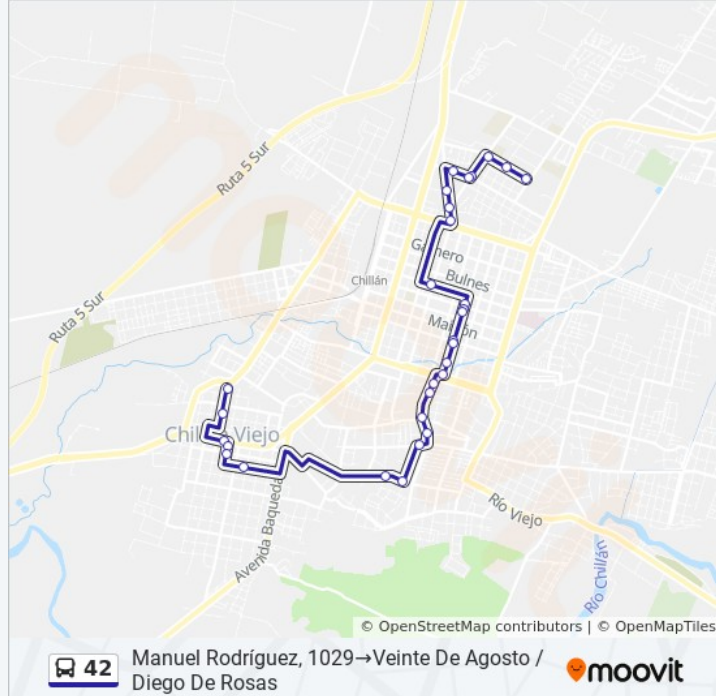 Ruta 5 Sur
Gamero
Chillán
Bulnes
Ruta 5 Sur
Chillán Viejo
Río Viejo
Avenida Baquedano
Río Chillán
© OpenStreetMap contributors | © OpenMapTiles
42
Manuel Rodríguez, 1029→Veinte De Agosto /
Diego De Rosas
moovit